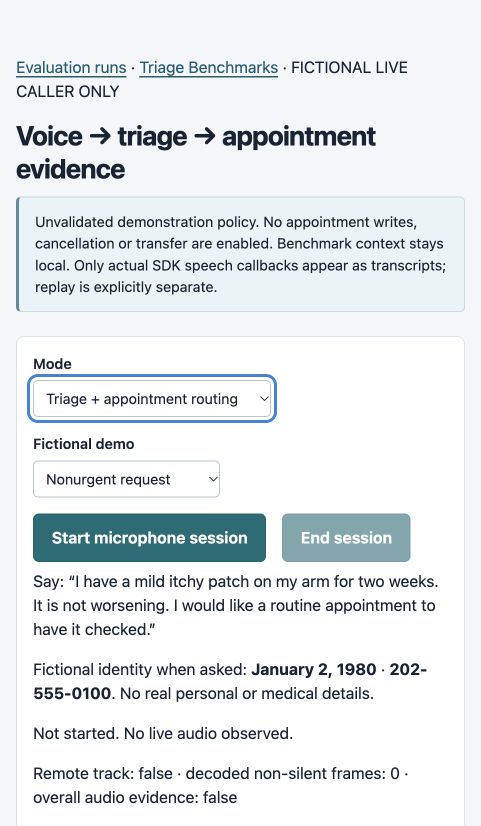 Evaluation runs · Triage Benchmarks · FICTIONAL LIVE
CALLER ONLY
Voice → triage → appointment
evidence
Unvalidated demonstration policy. No appointment writes,
cancellation or transfer are enabled. Benchmark context stays
local. Only actual SDK speech callbacks appear as transcripts;
replay is explicitly separate.
Mode
Triage + appointment routing
Fictional demo
Nonurgent request
Start microphone session
End session
Say: “I have a mild itchy patch on my arm for two weeks.
It is not worsening. I would like a routine appointment to
have it checked.”
Fictional identity when asked: January 2, 1980 · 202-
555-0100. No real personal or medical details.
Not started. No live audio observed.
Remote track: false · decoded non-silent frames: 0 ·
overall audio evidence: false